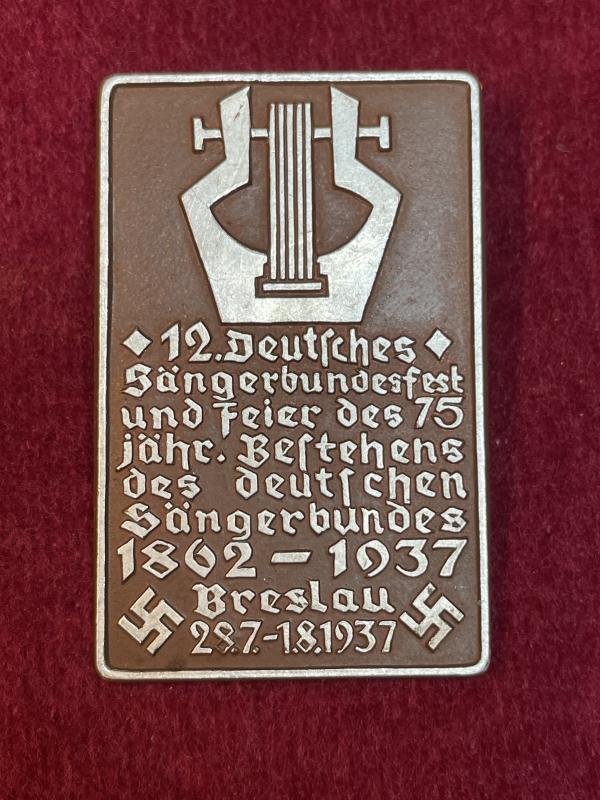 12. Deutſches
Sängerbundesfest
und Feier des 75
jähr. Beſtehens
des deutſchen
Sängerbundes
1862 – 1937
Breslau
28.7.-1.8.1937